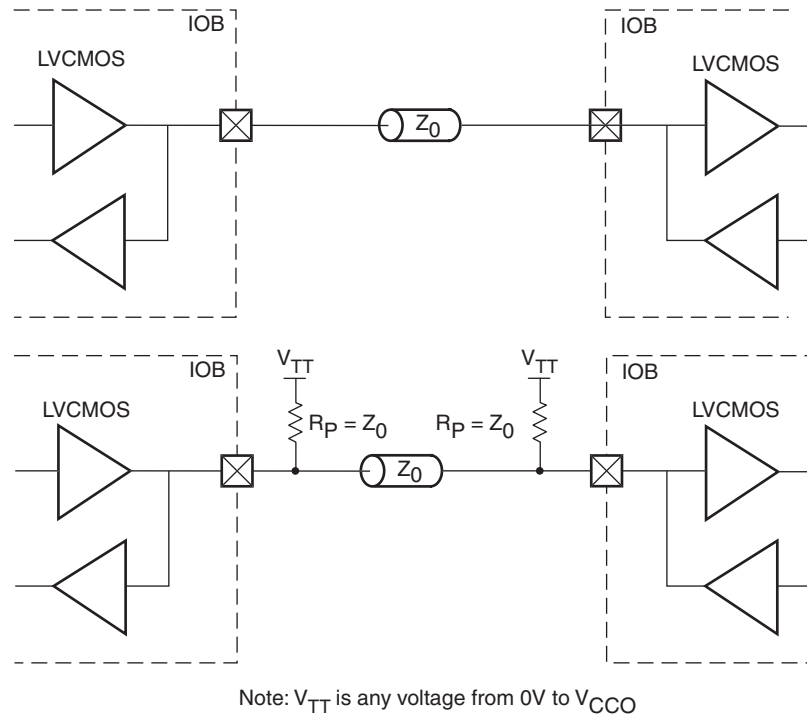 IOB
IOB
LVCMOS
LVCMOS
Z0
IOB
VTT
VTT
IOB
LVCMOS
RP = Z0
RP = Z0
LVCMOS
Z0
Note: VTT is any voltage from 0V to VCCO